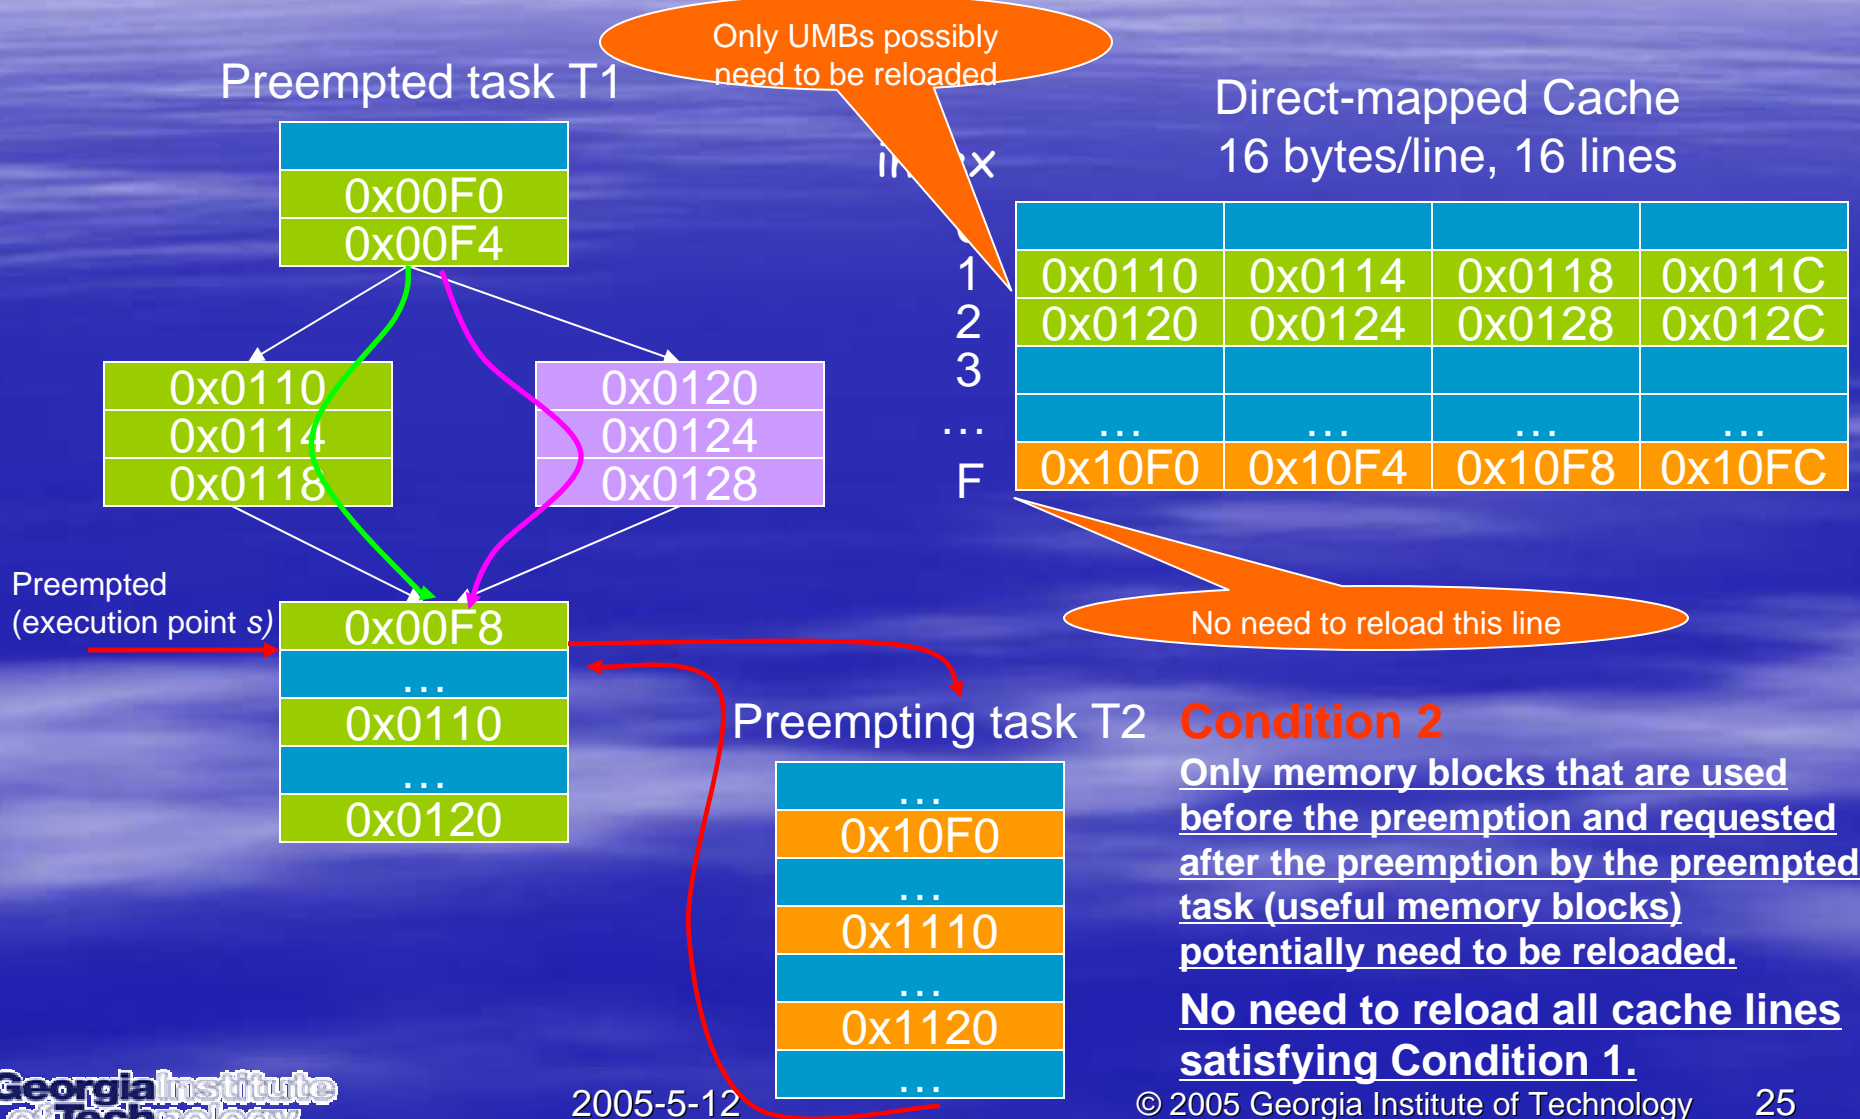 Only UMBs possibly
need to be reloaded
Preempted task T1
0x00F0
0x00F4
0x0110
0x0114
0x0118
0x0120
0x0124
0x0128
Preempted
(execution point s)
0x00F8
...
0x0110
...
0x0120
Direct-mapped Cache
16 bytes/line, 16 lines
1 0x0110 0x0114 0x0118 0x011C
2 0x0120 0x0124 0x0128 0x012C
3
... ... ... ... ...
F 0x10F0 0x10F4 0x10F8 0x10FC
No need to reload this line
Preempting task T2
...
0x10F0
...
0x1110
...
0x1120
...
Condition 2
Only memory blocks that are used
before the preemption and requested
after the preemption by the preempted
task (useful memory blocks)
potentially need to be reloaded.
No need to reload all cache lines
satisfying Condition 1.
Georgia Institute
of Technology
2005-5-12
© 2005 Georgia Institute of Technology
25